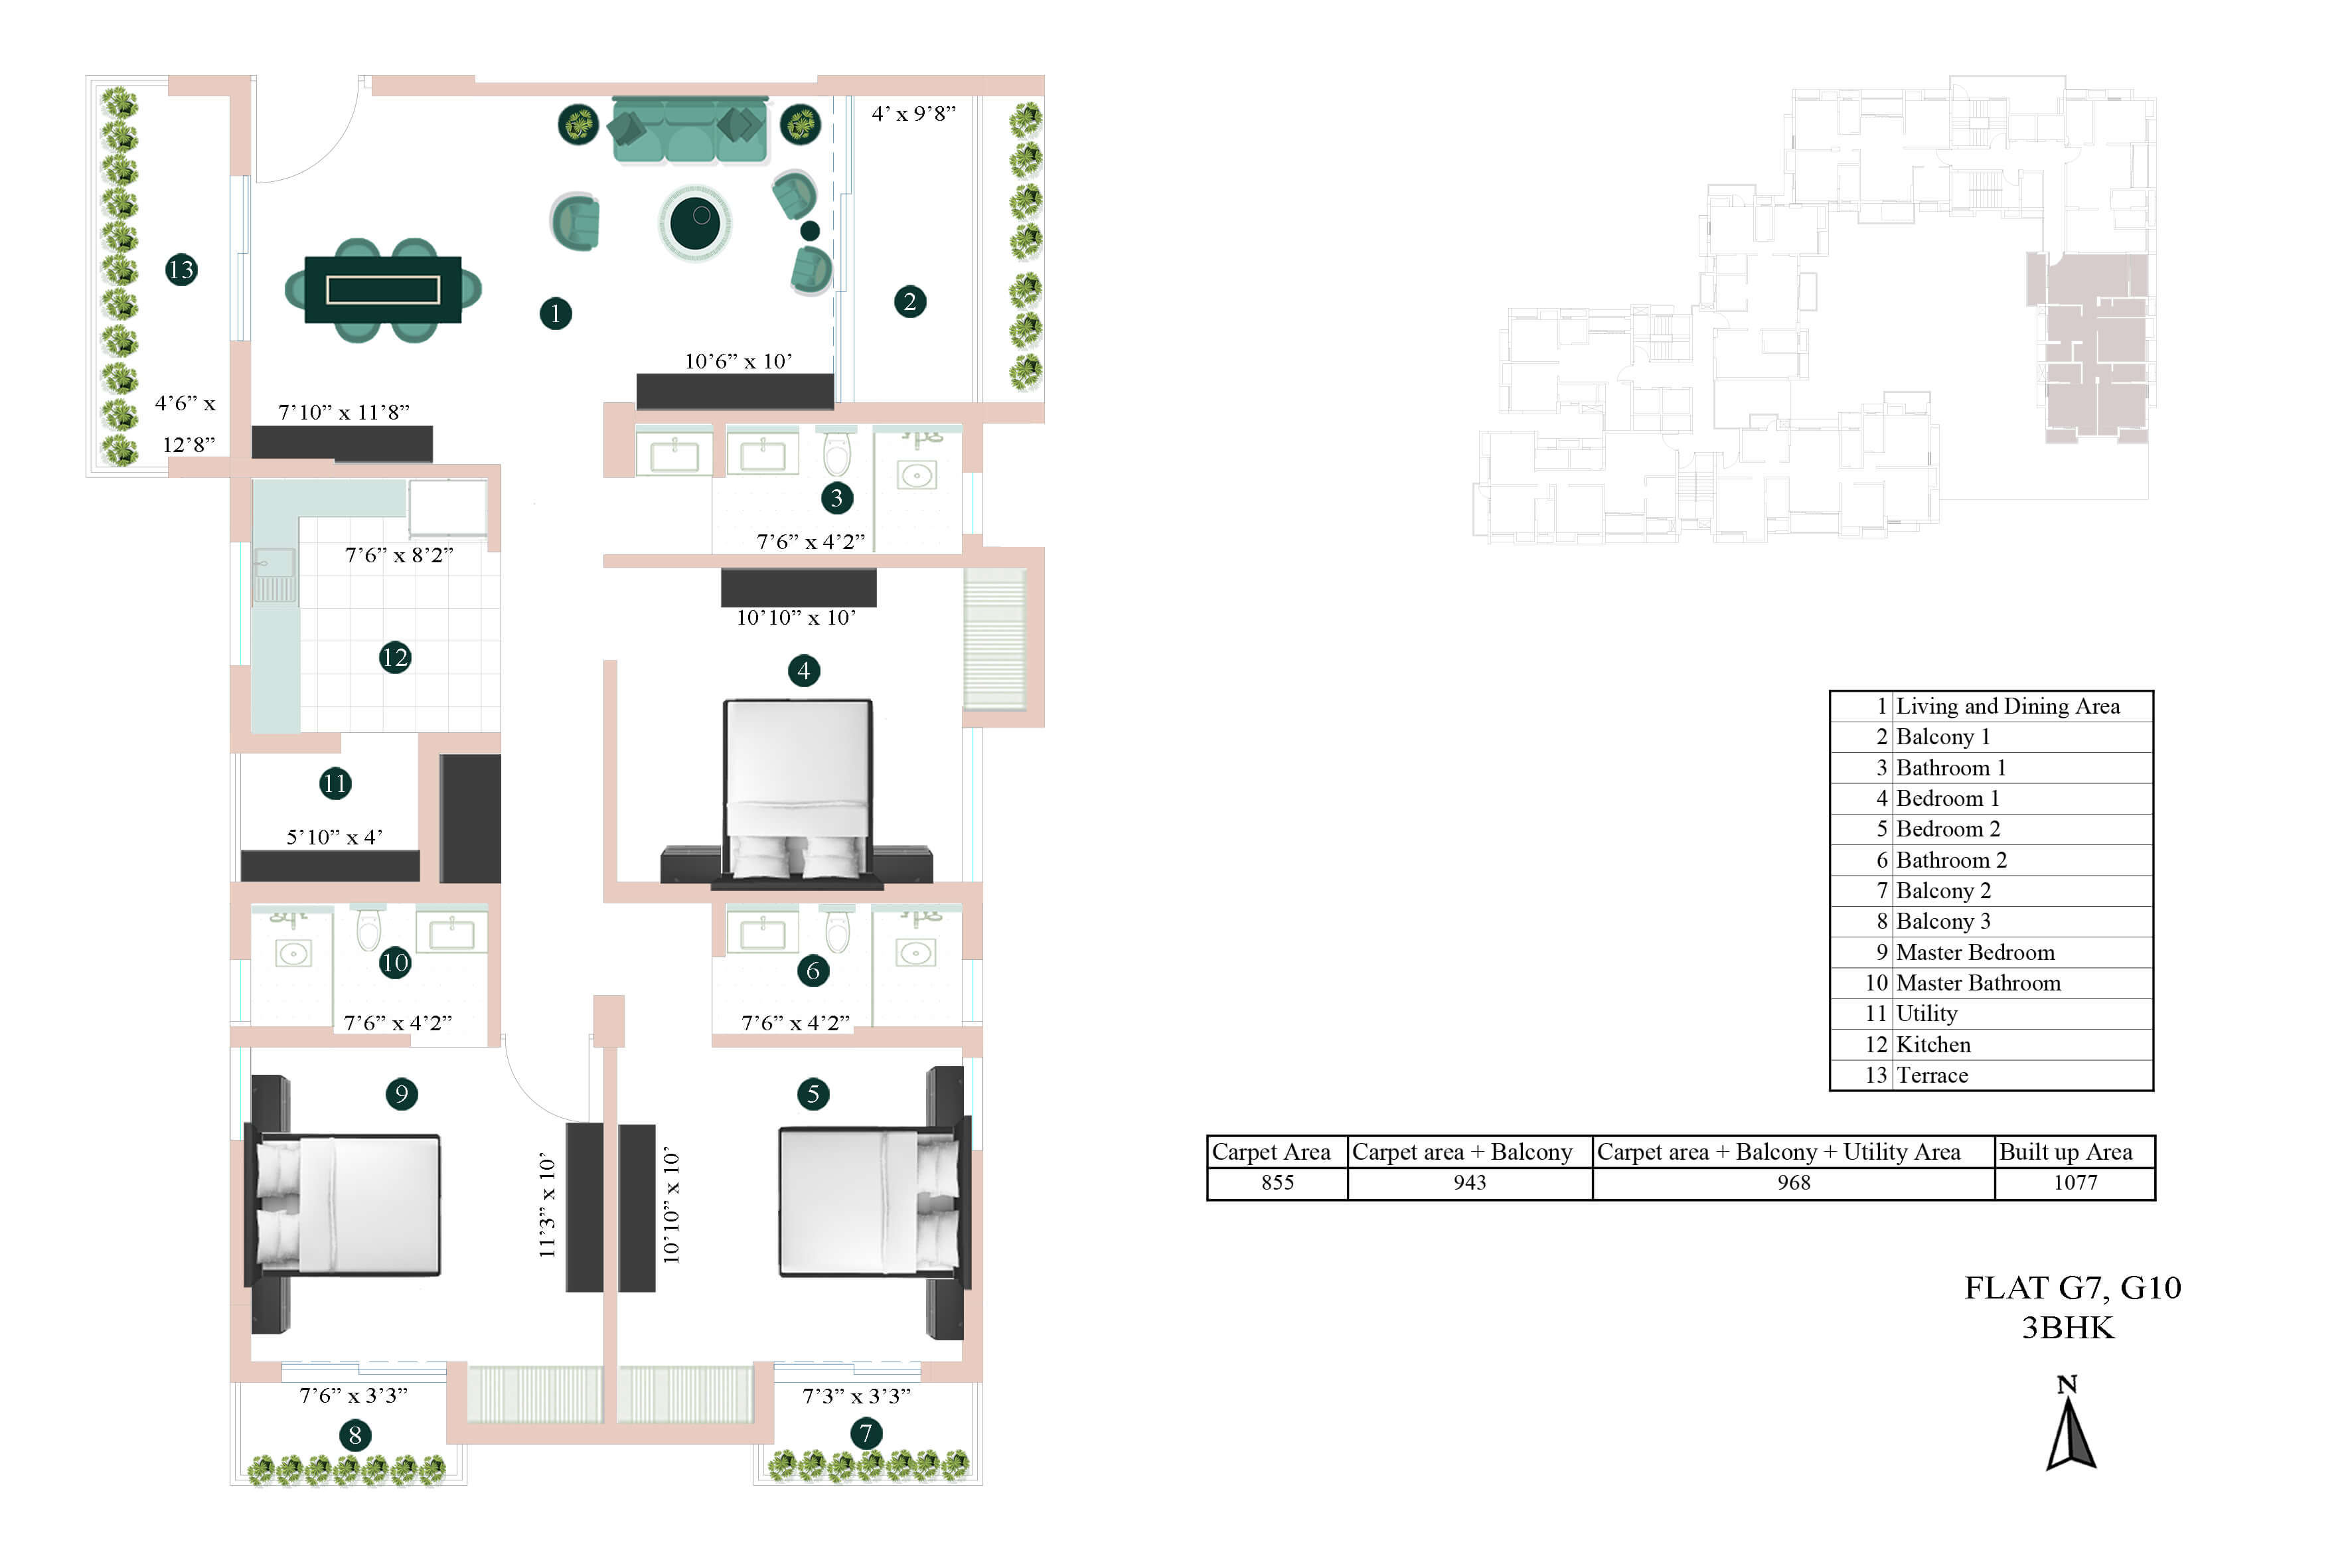 4’ x 9’8”
13
2
1
10’6” x 10’
4’6” x
12’8”
7’10” x 11’8”
3
7’6” x 4’2”
7’6” x 8’2”
10’10” x 10’
12
4
11
5’10” x 4’
10
6
7’6” x 4’2”
7’6” x 4’2”
9
5
11’3” x 10’
10’10” x 10’
7’6” x 3’3”
7’3” x 3’3”
8
7
1 Living and Dining Area
2 Balcony 1
3 Bathroom 1
4 Bedroom 1
5 Bedroom 2
6 Bathroom 2
7 Balcony 2
8 Balcony 3
9 Master Bedroom
10 Master Bathroom
11 Utility
12 Kitchen
13 Terrace
Carpet Area Carpet area + Balcony Carpet area + Balcony + Utility Area Built up Area
855 943 968 1077
FLAT G7, G10
3BHK
N